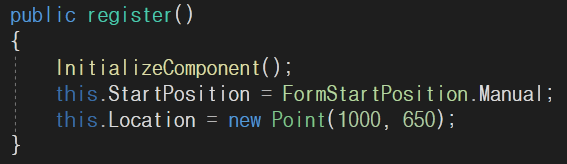 public register()
{
InitializeComponent();
this.StartPosition = FormStartPosition.Manual;
this.Location = new Point(1000, 650);
}